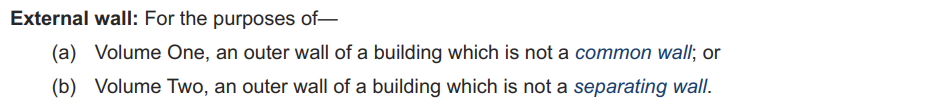 External wall: For the purposes of—
(a) Volume One, an outer wall of a building which is not a common wall; or
(b) Volume Two, an outer wall of a building which is not a separating wall.